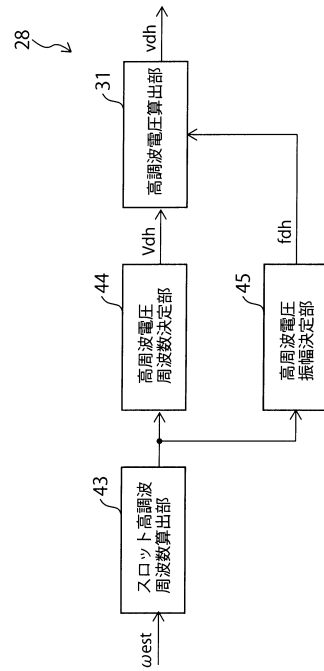 28
ωest
43
スロット高調波
周波数算出部
44
高周波電圧
周波数決定部
Vdh
45
高周波電圧
振幅決定部
fdh
31
高調波電圧算出部
vdh